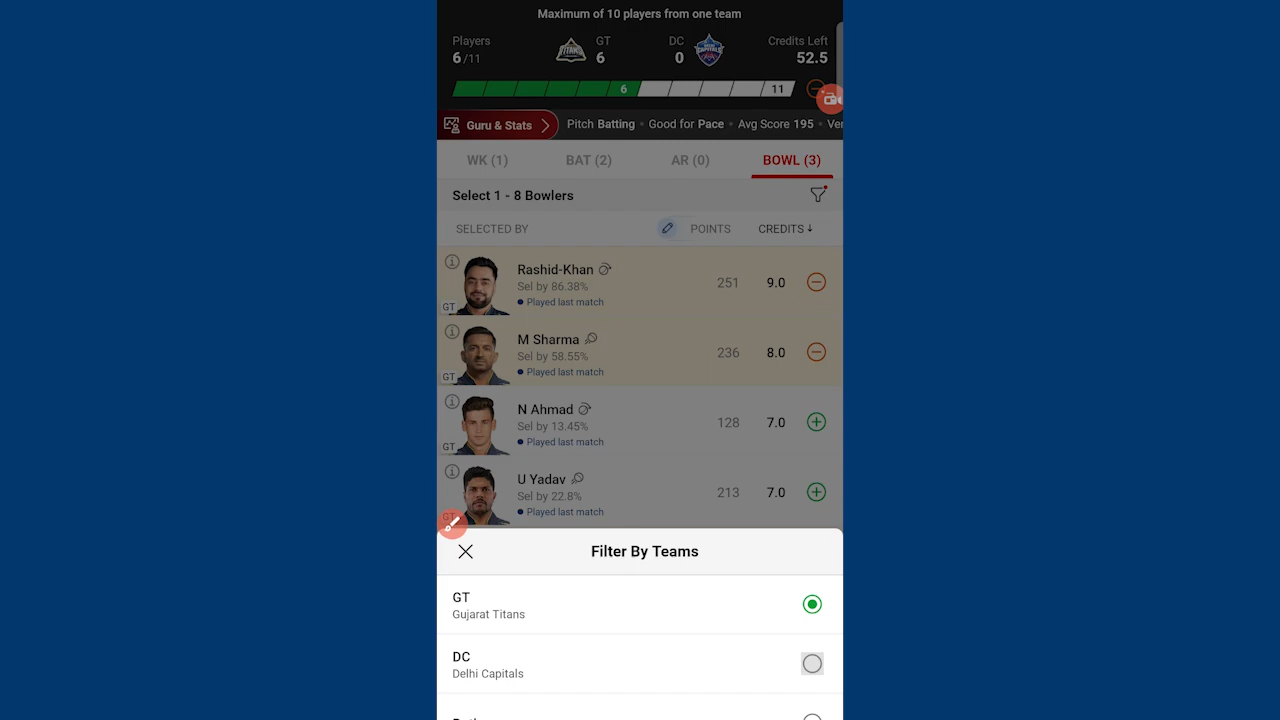 Maximum of 10 players from one team
Players
6/11
GT
6
DC
0
Credits Left
52.5
6
11
Guru & Stats
Pitch Batting • Good for Pace • Avg Score 195
WK (1)
BAT (2)
AR (0)
BOWL (3)
Select 1 - 8 Bowlers
SELECTED BY
POINTS
CREDITS ↓
Rashid-Khan
Sel by 86.38%
Played last match
GT
251
9.0
M Sharma
Sel by 58.55%
Played last match
GT
236
8.0
N Ahmad
Sel by 13.45%
Played last match
GT
128
7.0
U Yadav
Sel by 22.8%
Played last match
213
7.0
Filter By Teams
GT
Gujarat Titans
DC
Delhi Capitals